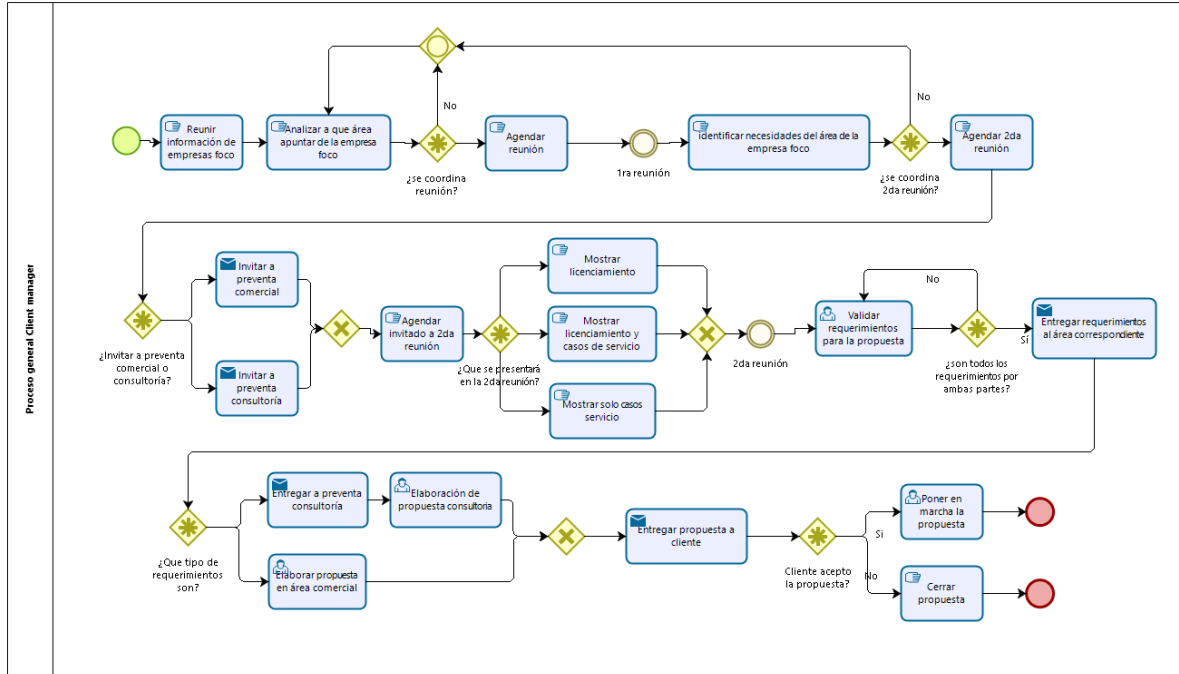 Proceso general Client manager
No
No
Reunir
información de
empresas foco
Analizar a que área
apuntar de la empresa
foco
¿se coordina
reunión?
Agendar
reunión
1ra reunión
identificar necesidades del área de la
empresa foco
¿se coordina
2da reunión?
Agendar 2da
reunión
¿Invitar a preventa
comercial o
consultoría?
Invitar a
preventa
comercial
Invitar a
preventa
consultoría
Agendar
invitado a 2da
reunión
¿Que se presentará
en la 2da reunión?
Mostrar
licenciamiento
Mostrar
licenciamiento y
casos de servicio
Mostrar solo casos
servicio
2da reunión
No
Validar
requerimientos
para la propuesta
¿son todos los
requerimientos por
ambas partes?
Sí
Entregar requerimientos
al área correspondiente
¿Que tipo de
requerimientos
son?
Entregar a preventa
consultoría
Elaboración de
propuesta consultoria
Elaborar propuesta
en área comercial
Entregar propuesta a
cliente
Cliente acepto
la propuesta?
Si
No
Poner en
marcha la
propuesta
Cerrar
propuesta